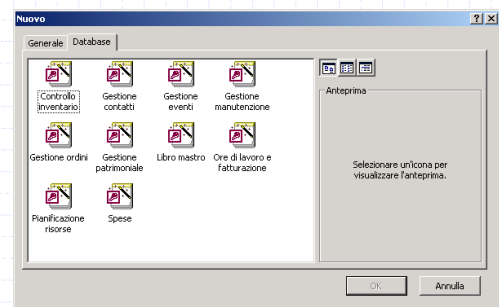 Nuovo
Generale Database
Controllo inventario
Gestione contatti
Gestione eventi
Gestione manutenzione
Gestione ordini
Gestione patrimoniale
Libro mastro
Ore di lavoro e fatturazione
Pianificazione risorse
Spese
Anteprima
Selezionare un'icona per
visualizzare l'anteprima.
OK Annulla